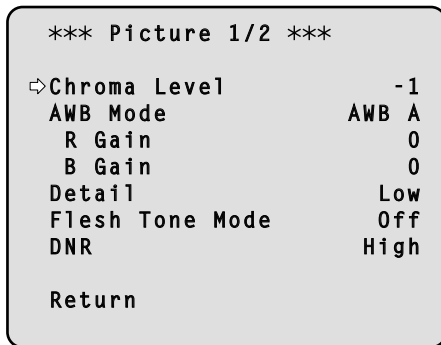 *** Picture 1/2 ***
⇨Chroma Level -1
AWB Mode AWB A
R Gain 0
B Gain 0
Detail Low
Flesh Tone Mode Off
DNR High
Return